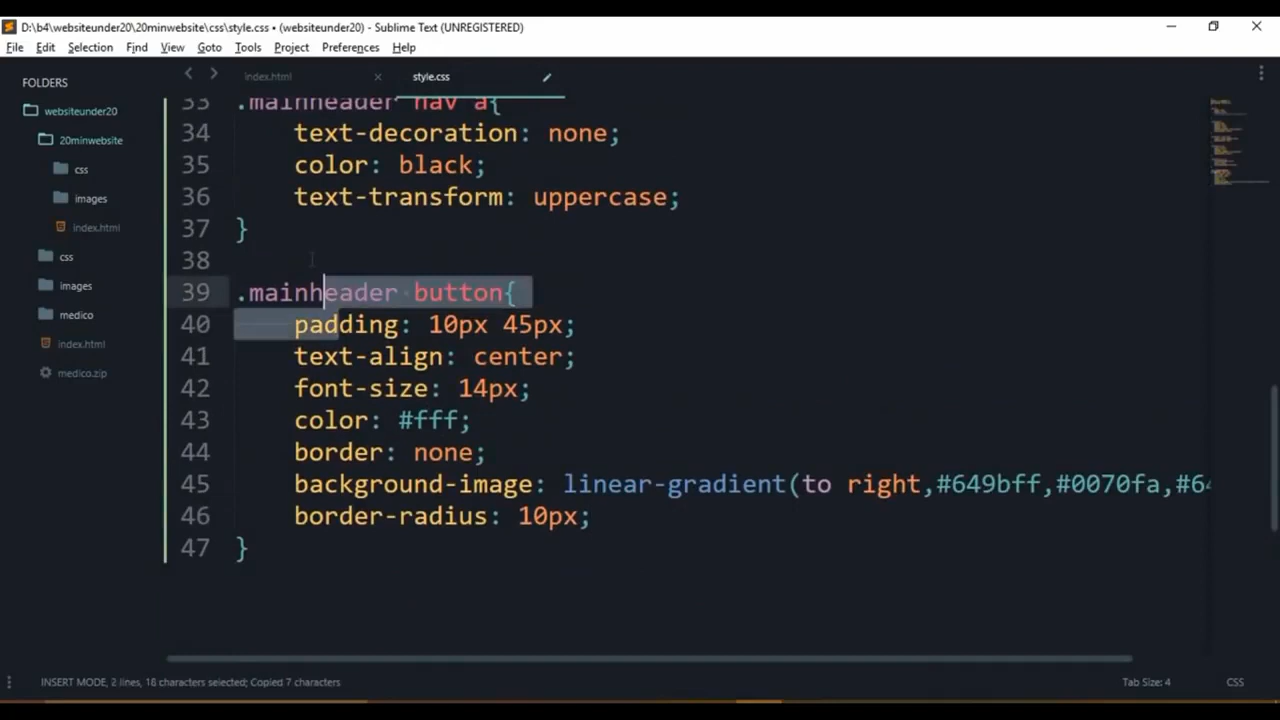 D:\b4\websiteunder20\20minwebsite\css\style.css • (websiteunder20) - Sublime Text (UNREGISTERED)
File Edit Selection Find View Goto Tools Project Preferences Help
FOLDERS
websiteunder20
20minwebsite
css
images
index.html
css
images
medico
index.html
medico.zip
index.html style.css
33 .mainheader nav a{
34 text-decoration: none;
35 color: black;
36 text-transform: uppercase;
37 }
38
39 .mainheader button{
40 padding: 10px 45px;
41 text-align: center;
42 font-size: 14px;
43 color: #fff;
44 border: none;
45 background-image: linear-gradient(to right,#649bff,#0070fa,#64
46 border-radius: 10px;
47 }
INSERT MODE, 2 lines, 18 characters selected; Copied 7 characters Tab Size: 4 CSS